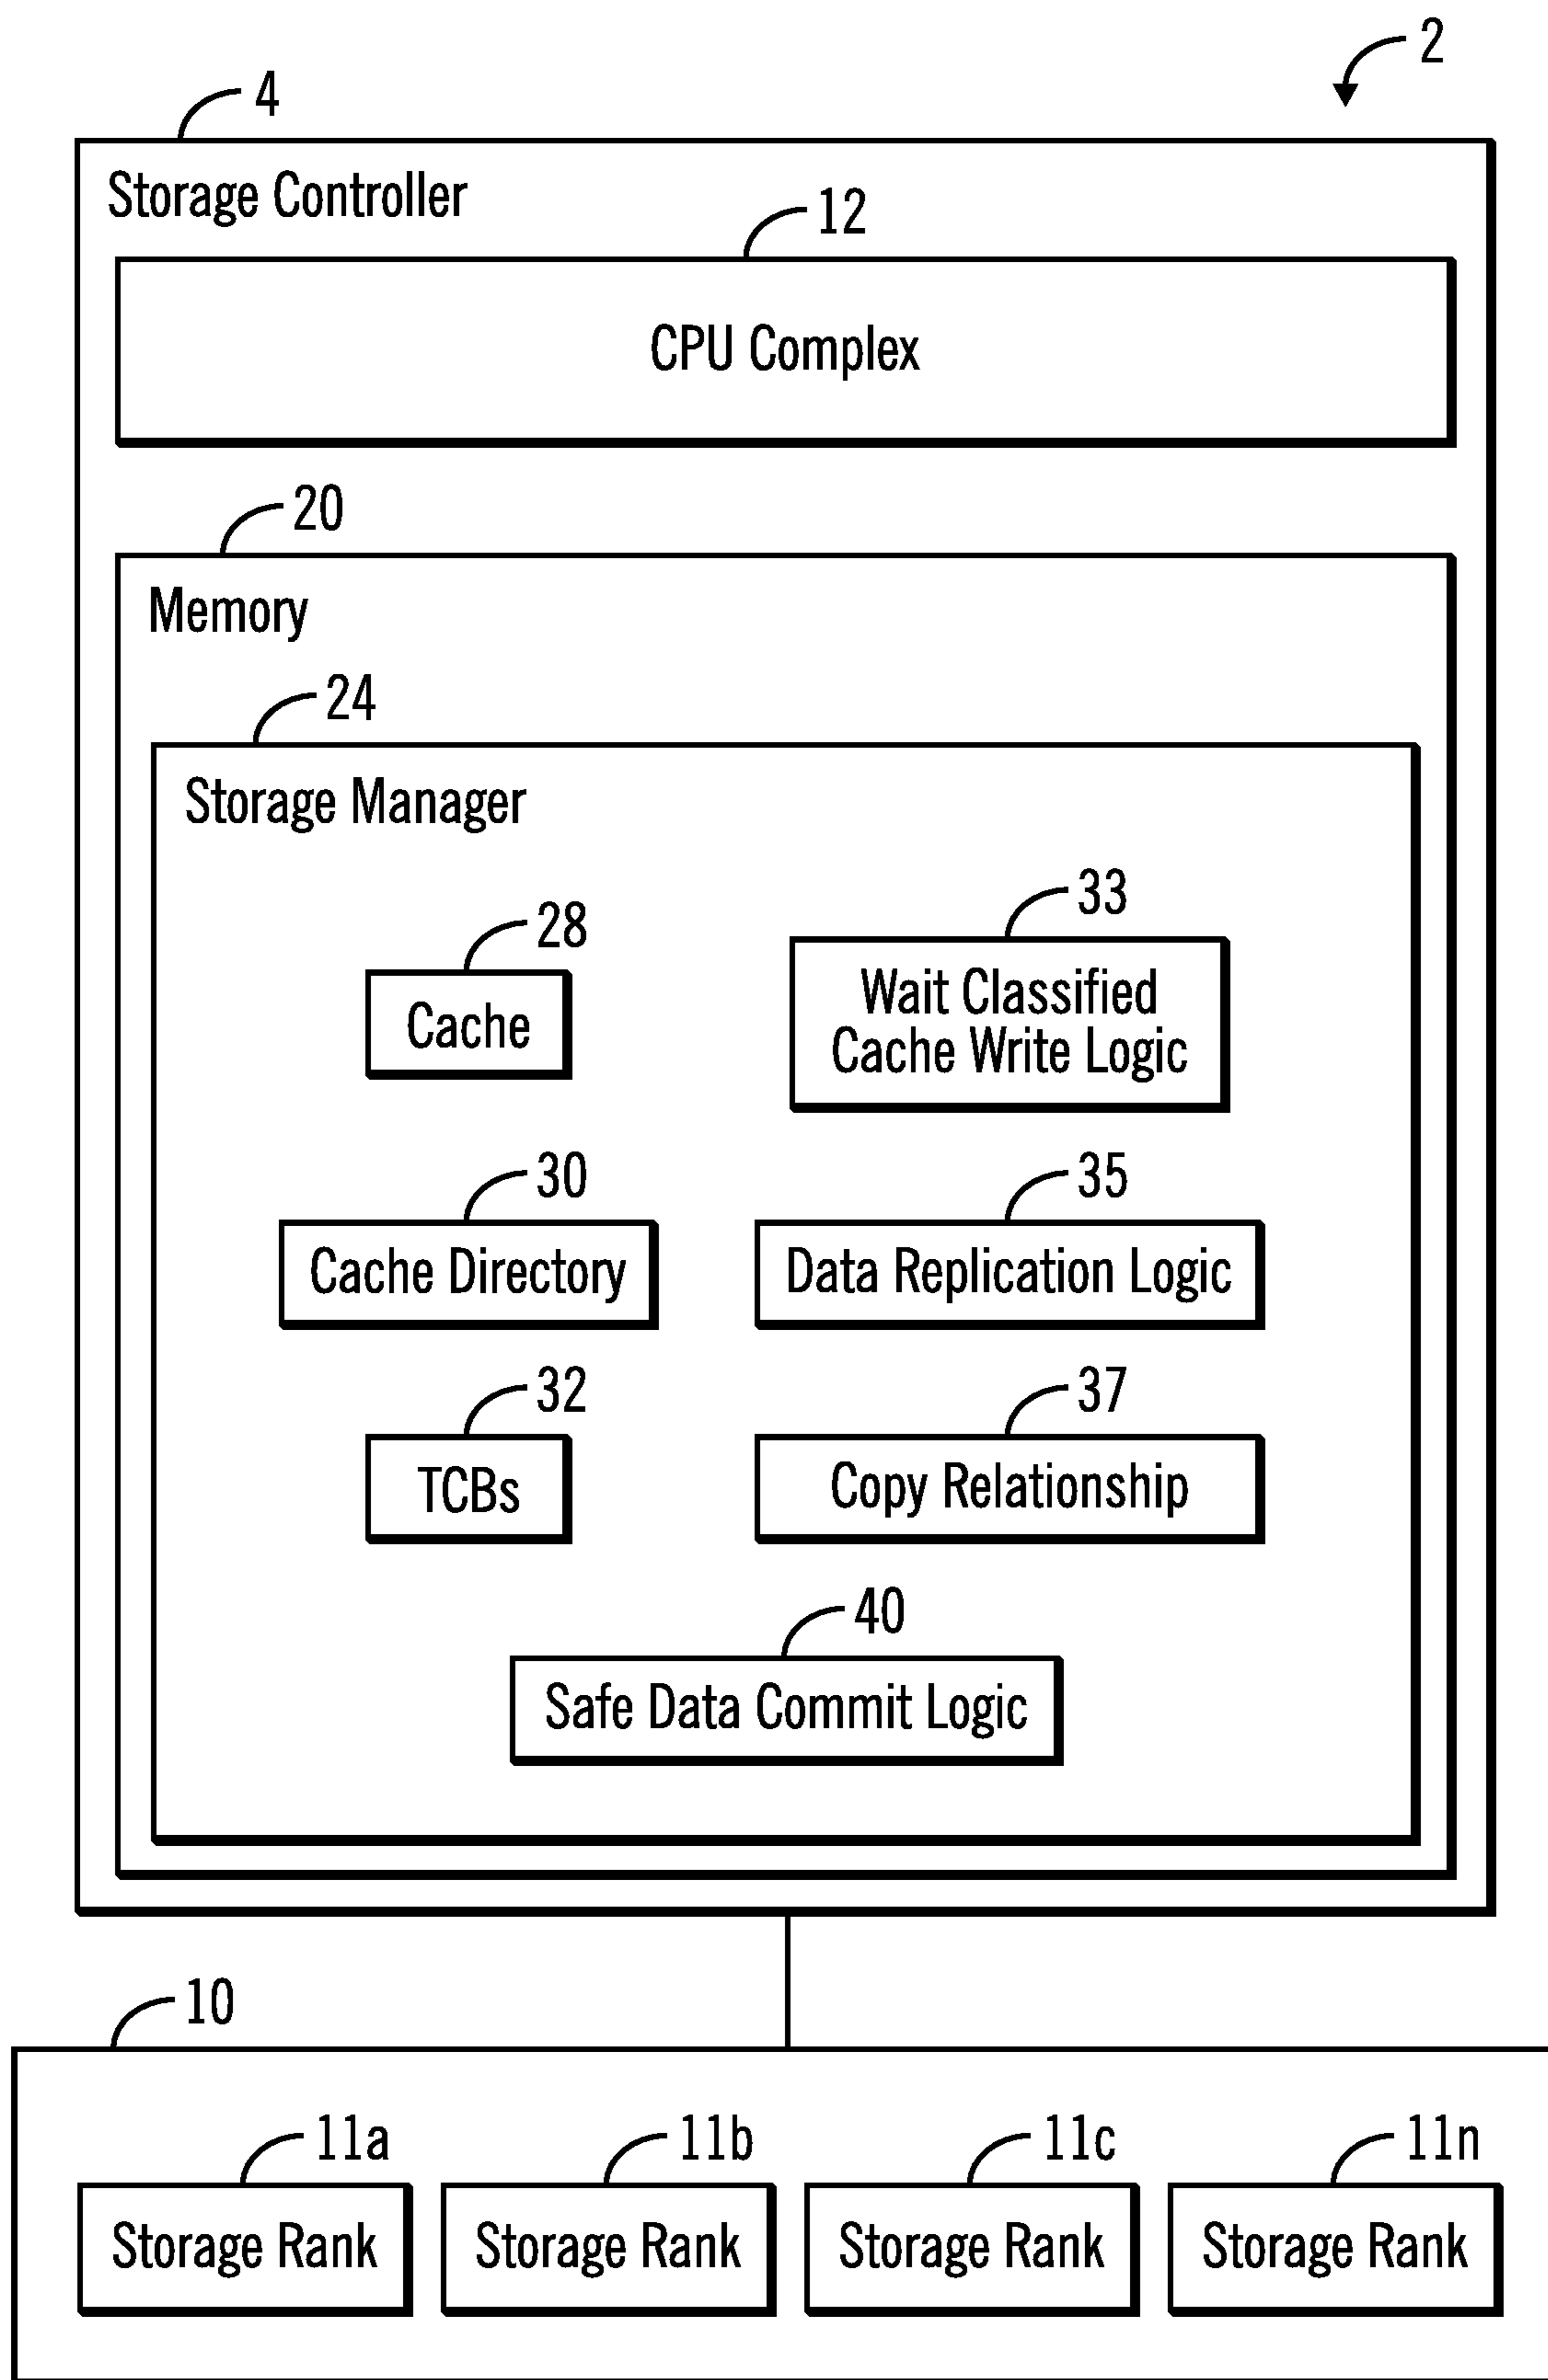 2
4
Storage Controller
12
CPU Complex
20
Memory
24
Storage Manager
28
Cache
33
Wait Classified
Cache Write Logic
30
Cache Directory
35
Data Replication Logic
32
TCBs
37
Copy Relationship
40
Safe Data Commit Logic
10
11a
11b
11c
11n
Storage Rank
Storage Rank
Storage Rank
Storage Rank